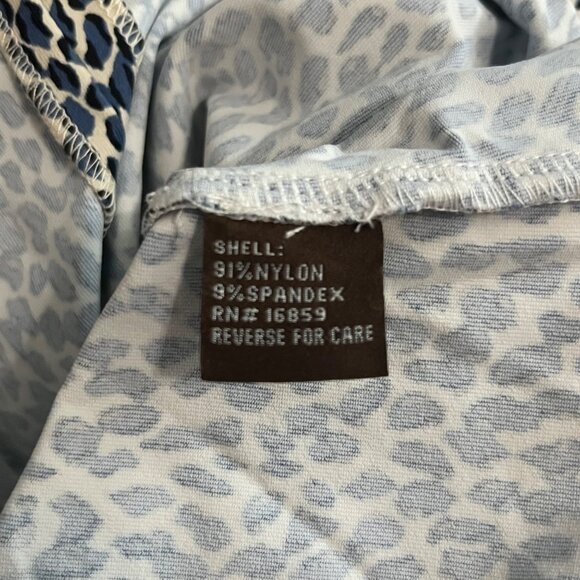 SHELL:
91%NYLON
9%SPANDEX
RN# 16859
REVERSE FOR CARE